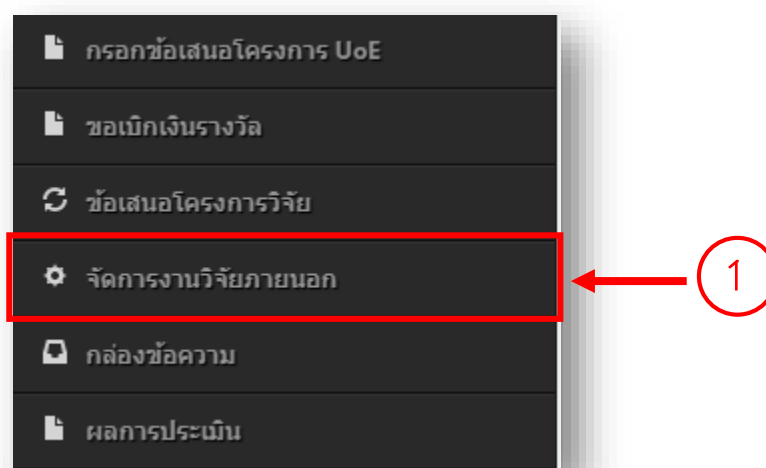 กรอกข้อเสนอโครงการ UoE
ขอเบิกเงินรางวัล
ข้อเสนอโครงการวิจัย
จัดการงานวิจัยภายนอก
1
กล่องข้อความ
ผลการประเมิน